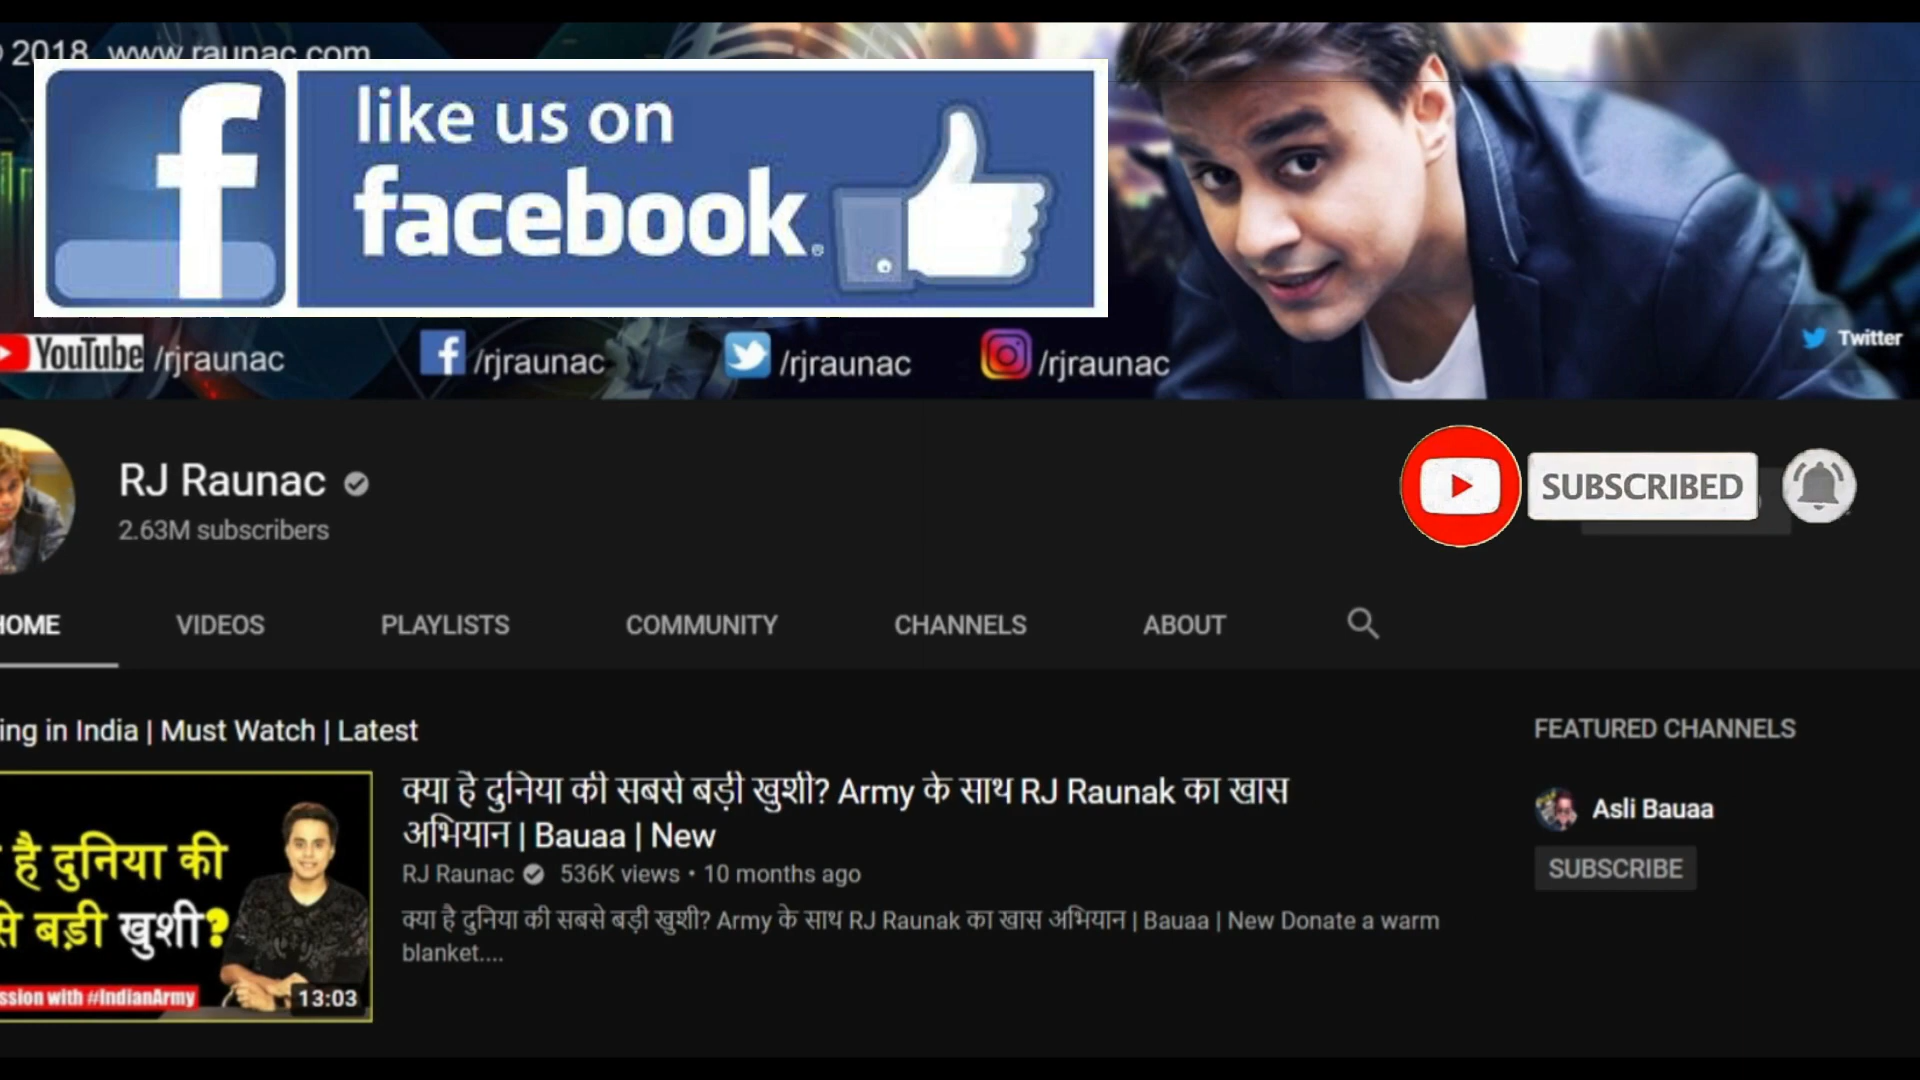 2018 www.raunac.com
f like us on
facebook
YouTube /rjraunac
f /rjraunac
/rjraunac
/rjraunac
Twitter
RJ Raunac
2.63M subscribers
SUBSCRIBED
HOME VIDEOS PLAYLISTS COMMUNITY CHANNELS ABOUT
ing in India | Must Watch | Latest
है दुनिया की
से बड़ी खुशी?
ssion with #IndianArmy
13:03
क्या है दुनिया की सबसे बड़ी खुशी? Army के साथ RJ Raunak का खास
अभियान | Bauaa | New
RJ Raunac 536K views • 10 months ago
क्या है दुनिया की सबसे बड़ी खुशी? Army के साथ RJ Raunak का खास अभियान | Bauaa | New Donate a warm
blanket....
FEATURED CHANNELS
Asli Bauaa
SUBSCRIBE